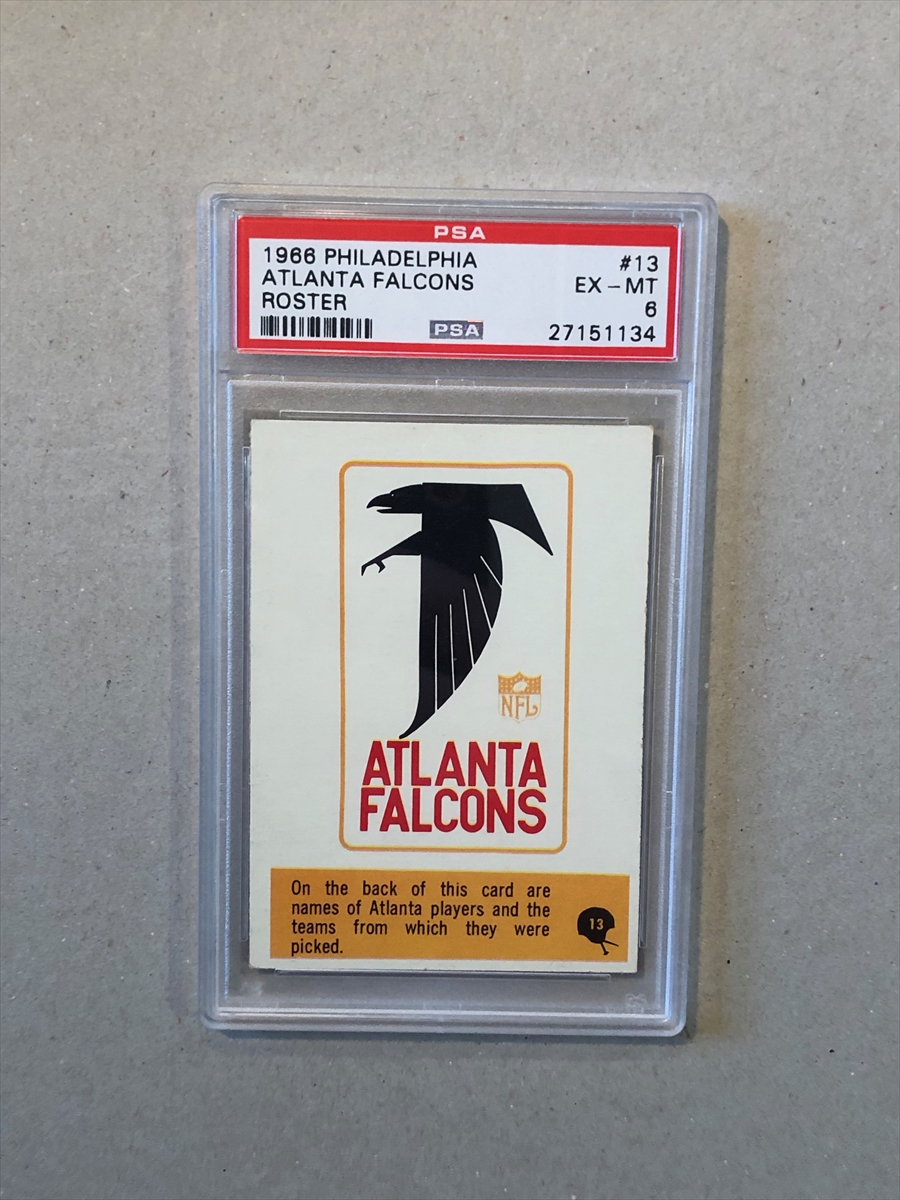 PSA
1966 PHILADELPHIA #13
ATLANTA FALCONS EX-MT
ROSTER 6
PSA 27151134
NFL
ATLANTA
FALCONS
On the back of this card are
names of Atlanta players and the
teams from which they were
picked.
13